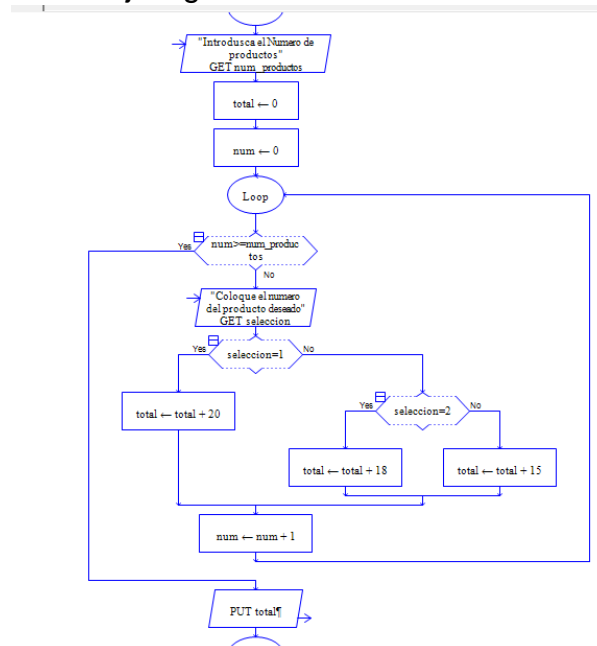 "Introdusca el Numero de
productos"
GET num_productos
total ← 0
num ← 0
Loop
Yes
num>=num_produc
tos
No
"Coloque el numero
del producto deseado"
GET seleccion
Yes
seleccion=1
No
total ← total + 20
Yes
seleccion=2
No
total ← total + 18
total ← total + 15
num ← num + 1
PUT total¶